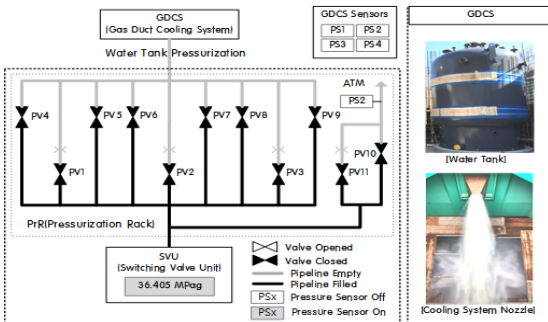 GDCS
(Gas Duct Cooling System)
Water Tank Pressurization
GDCS Sensors
PS1 PS2
PS3 PS4
GDCS
ATM
PS2
PV4
PV5
PV6
PV7
PV8
PV9
PV1
PV2
PV3
PV10
PV11
[Water Tank]
PrR(Pressurization Rack)
SVU
(Switching Valve Unit)
36.405 MPag
Valve Opened
Valve Closed
Pipeline Empty
Pipeline Filled
PSx Pressure Sensor Off
PSx Pressure Sensor On
[Cooling System Nozzle]